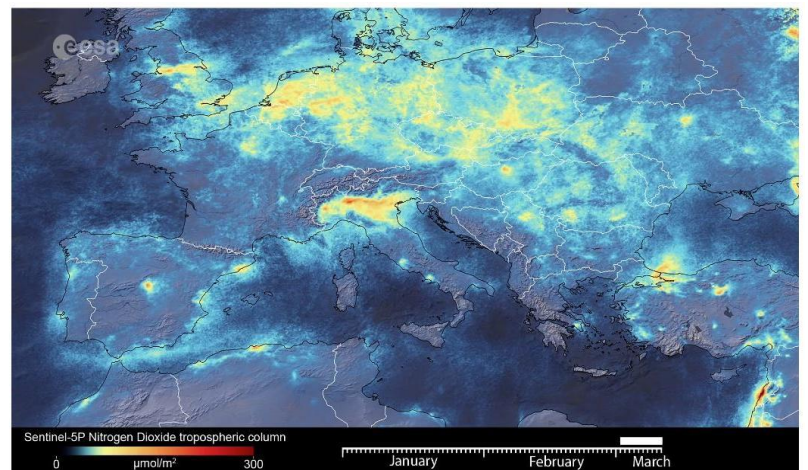 esa
Sentinel-5P Nitrogen Dioxide tropospheric column
0 µmol/m² 300
January February March